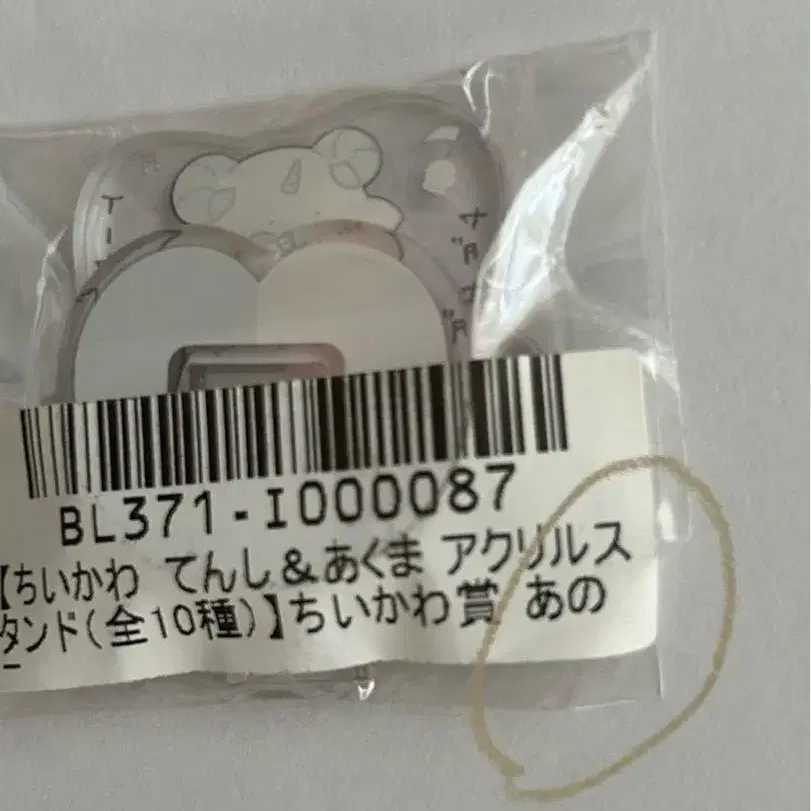 BL371-I000087
【ちいかわ てんし&あくま アクリルス
タンド(全10種)】ちいかわ賞 あの